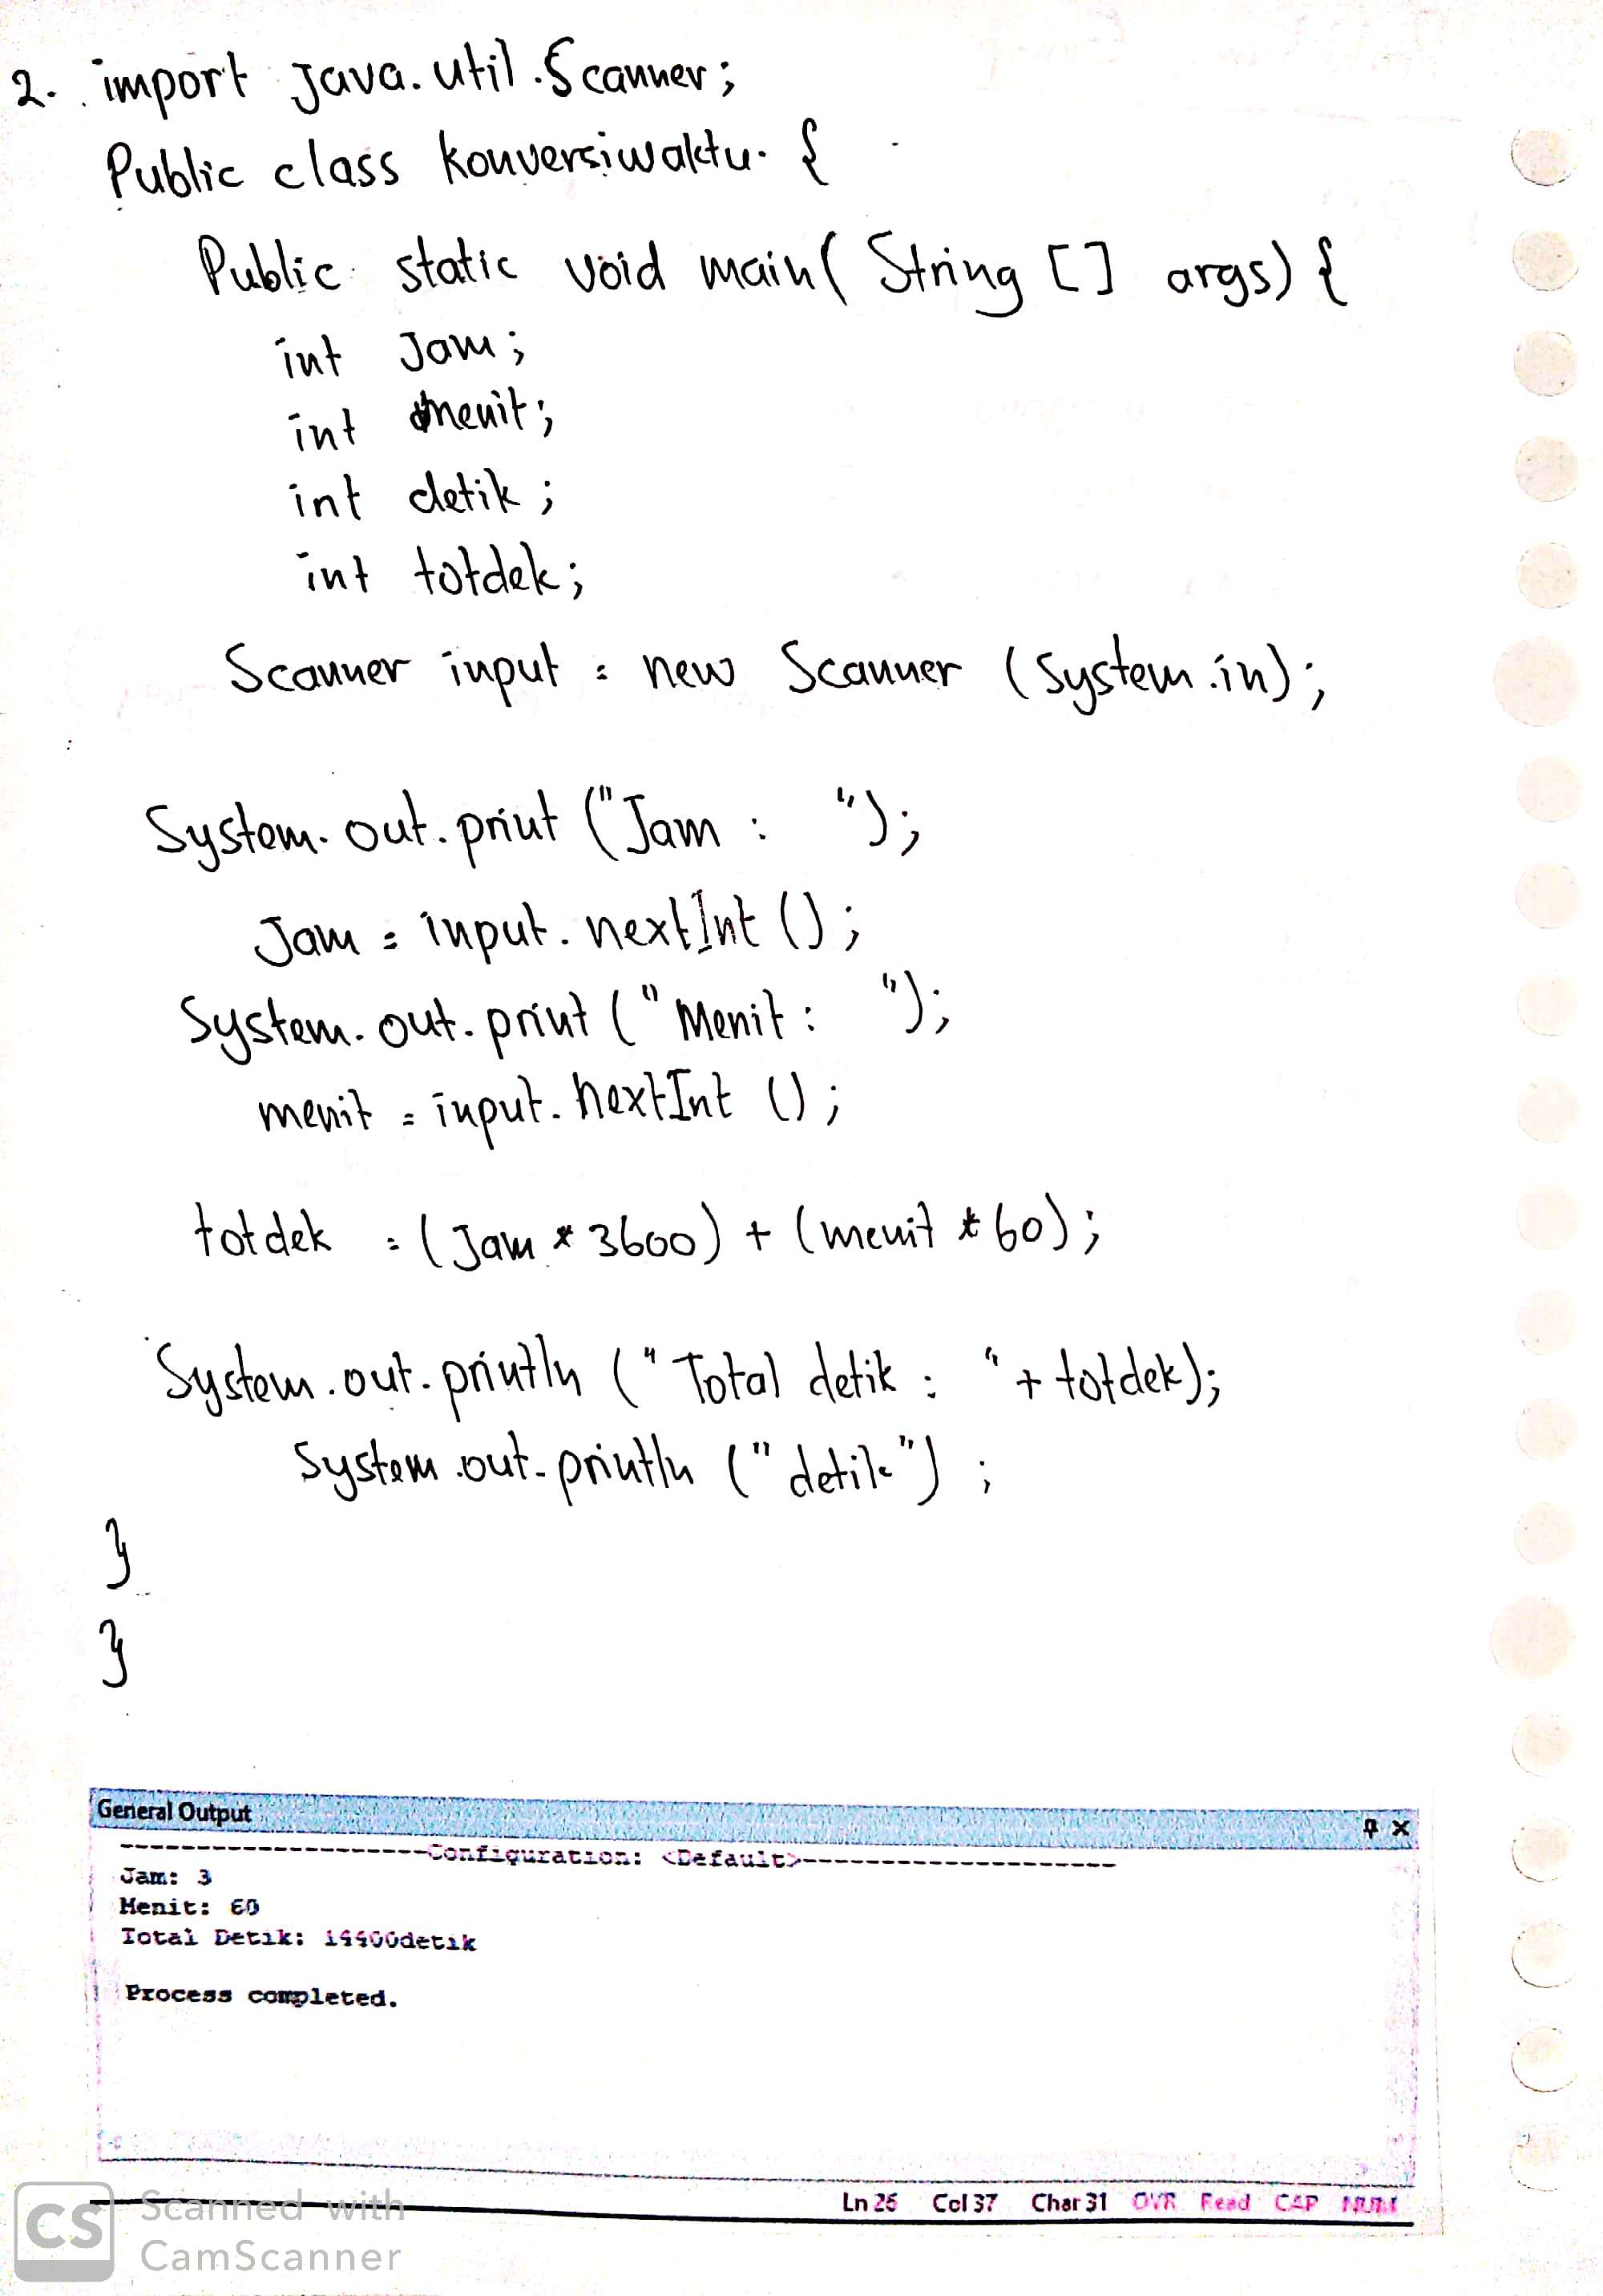 2. import java.util.Scanner;
Public class konversiwaktu {
Public static void main( String [] args) {
int Jam;
int menit;
int detik;
int totdek;
Scanner input = new Scanner (System.in);
System.out.print ("Jam : ");
Jam = input.nextInt ();
System.out.print ("Menit : ");
menit = input.nextInt ();
totdek = (Jam * 3600) + (menit * 60);
System.out.println ("Total detik : " + totdek);
System.out.println ("detik") ;
}
}
General Output
--------------------Configuration: <Default>--------------------
Jam: 3
Menit: 60
Total Detik: 14400detik
Process completed.
Ln 26 Col 37 Char 31 OVR Read CAP NUM
CS Scanned with
CamScanner